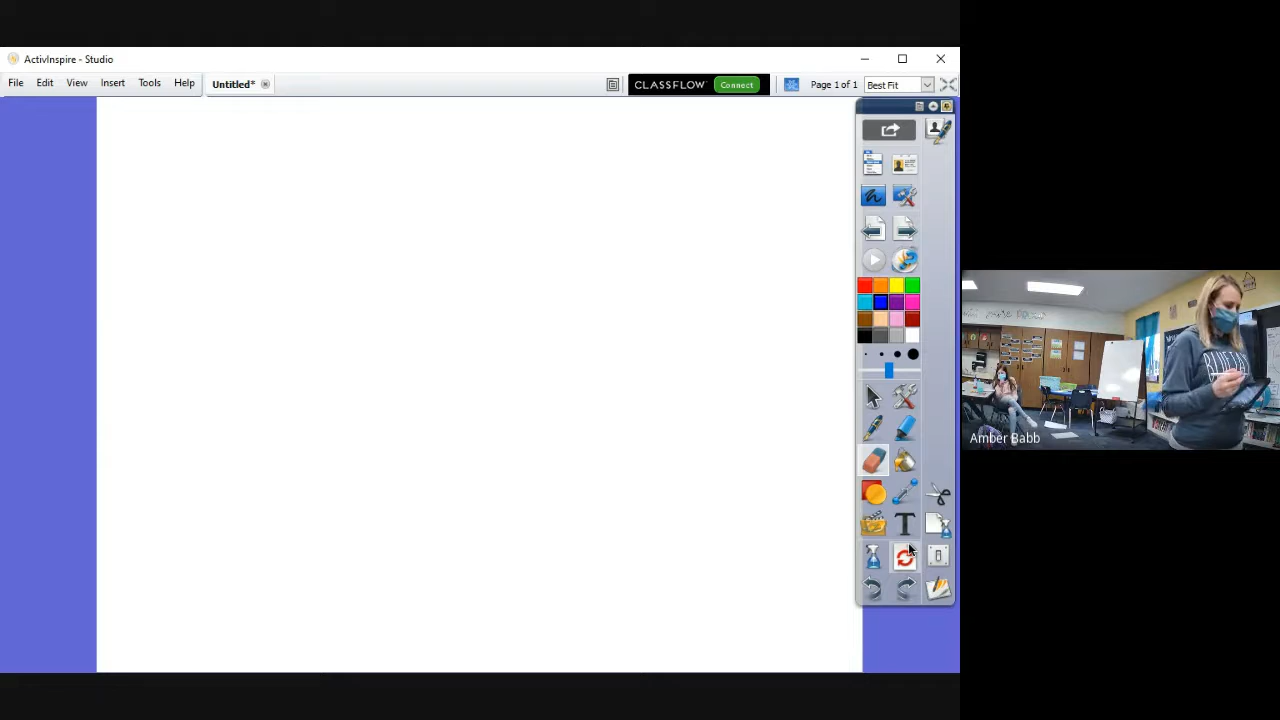 ActivInspire - Studio
File Edit View Insert Tools Help Untitled* CLASSFLOW Connect Page 1 of 1 Best Fit
T
Amber Babb